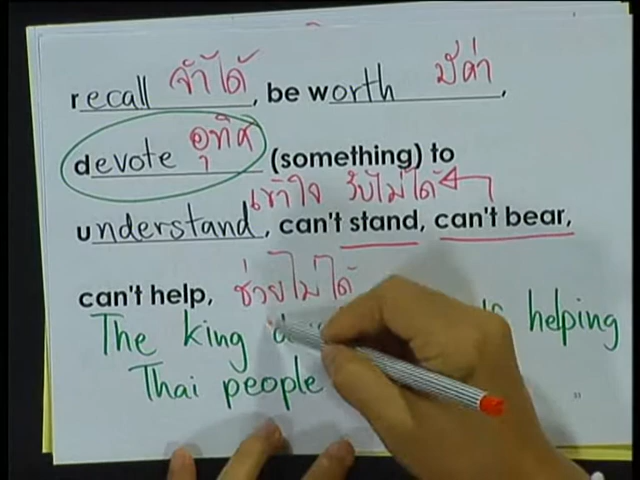 recall จำได้, be worth มีค่า,
devote อุทิศ (something) to
เข้าใจ รับไม่ได้
understand, can't stand, can't bear,
can't help, ช่วยไม่ได้
The king helping
Thai people